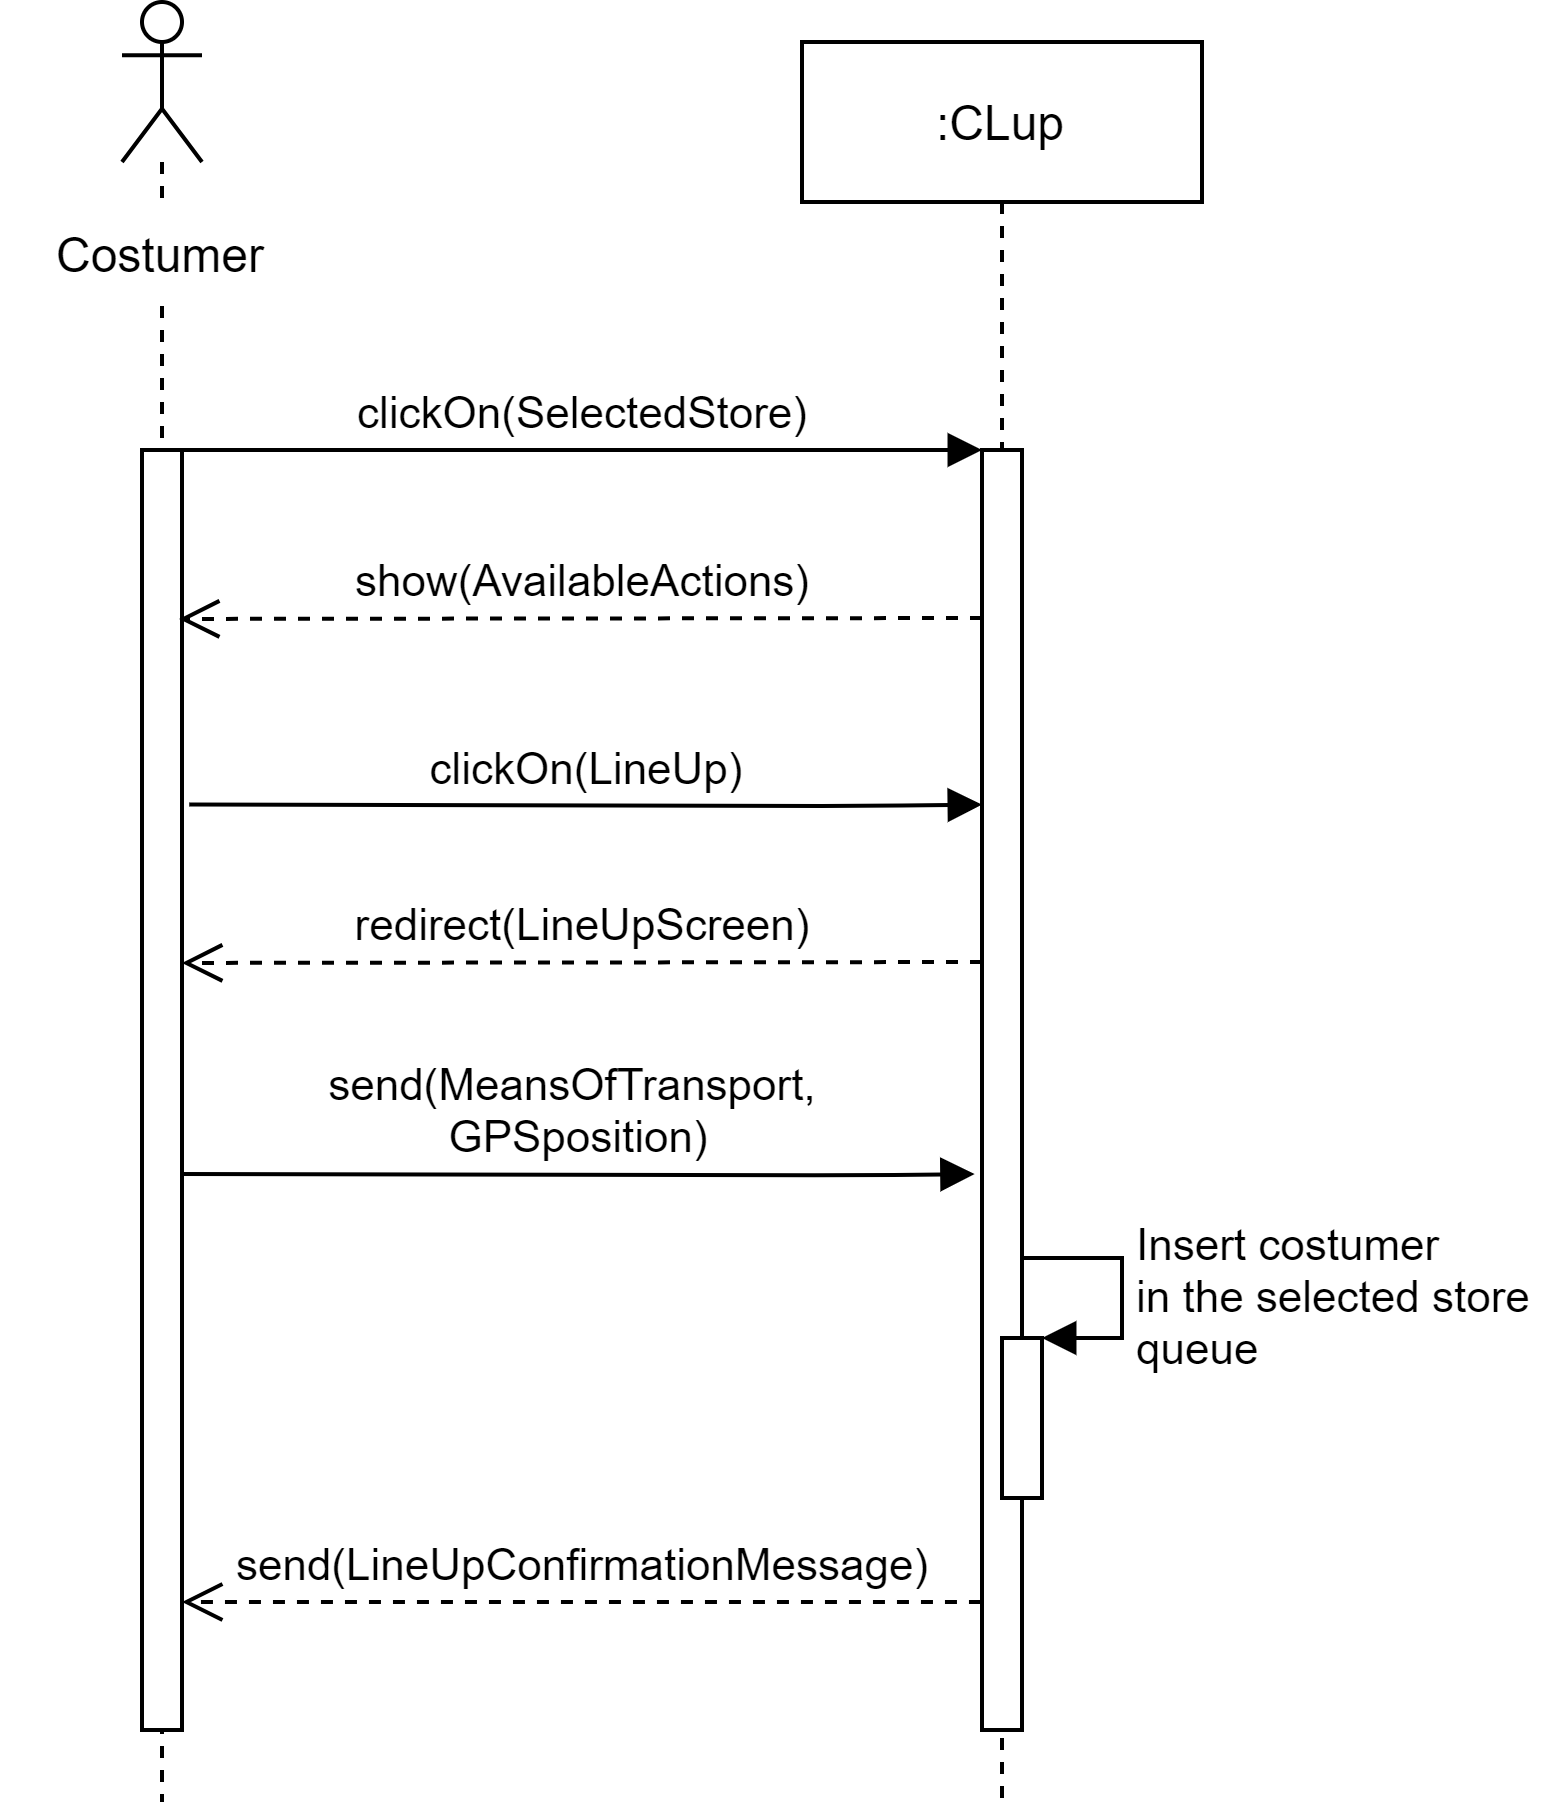 :CLup
Costumer
clickOn(SelectedStore)
show(AvailableActions)
clickOn(LineUp)
redirect(LineUpScreen)
send(MeansOfTransport,
GPSposition)
Insert costumer
in the selected store
queue
send(LineUpConfirmationMessage)